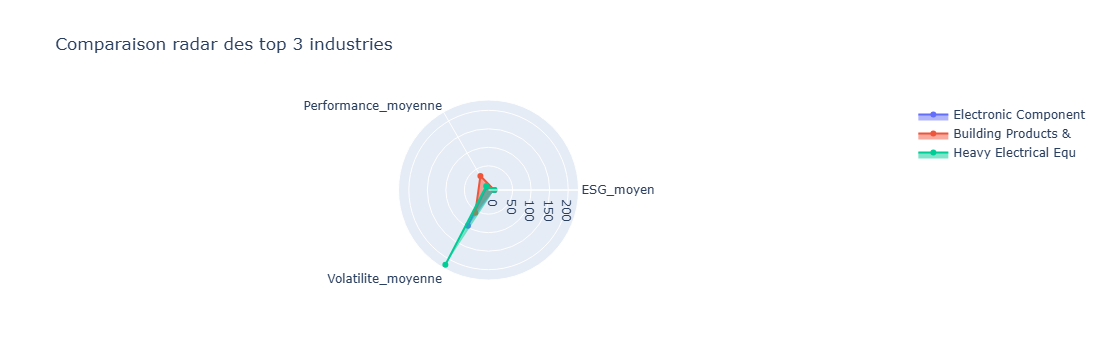 Comparaison radar des top 3 industries
Performance_moyenne
ESG_moyen
Volatilite_moyenne
0
50
100
150
200
Electronic Component
Building Products &
Heavy Electrical Equ